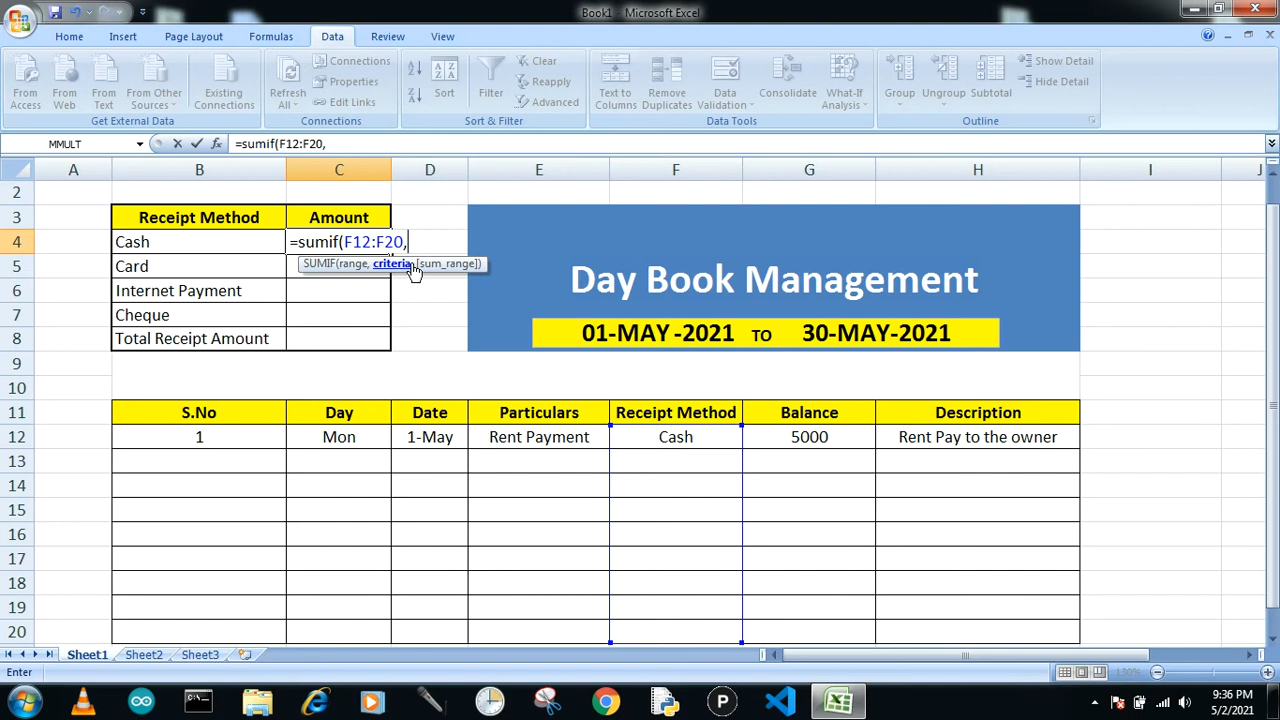 Book1 - Microsoft Excel
Home Insert Page Layout Formulas Data Review View
From Access From Web From Text From Other Sources Existing Connections
Get External Data
Refresh All Connections Properties Edit Links
Connections
Sort Filter Clear Reapply Advanced
Sort & Filter
Text to Columns Remove Duplicates Data Validation Consolidate What-If Analysis
Data Tools
Group Ungroup Subtotal Show Detail Hide Detail
Outline
MMULT =sumif(F12:F20,
A B C D E F G H I J
2
3 Receipt Method Amount
4 Cash =sumif(F12:F20,
SUMIF(range, criteria, [sum_range])
5 Card
6 Internet Payment
7 Cheque
8 Total Receipt Amount
Day Book Management
01-MAY -2021 TO 30-MAY-2021
9
10
11 S.No Day Date Particulars Receipt Method Balance Description
12 1 Mon 1-May Rent Payment Cash 5000 Rent Pay to the owner
13
14
15
16
17
18
19
20
Sheet1 Sheet2 Sheet3
Enter 130%
9:36 PM
5/2/2021